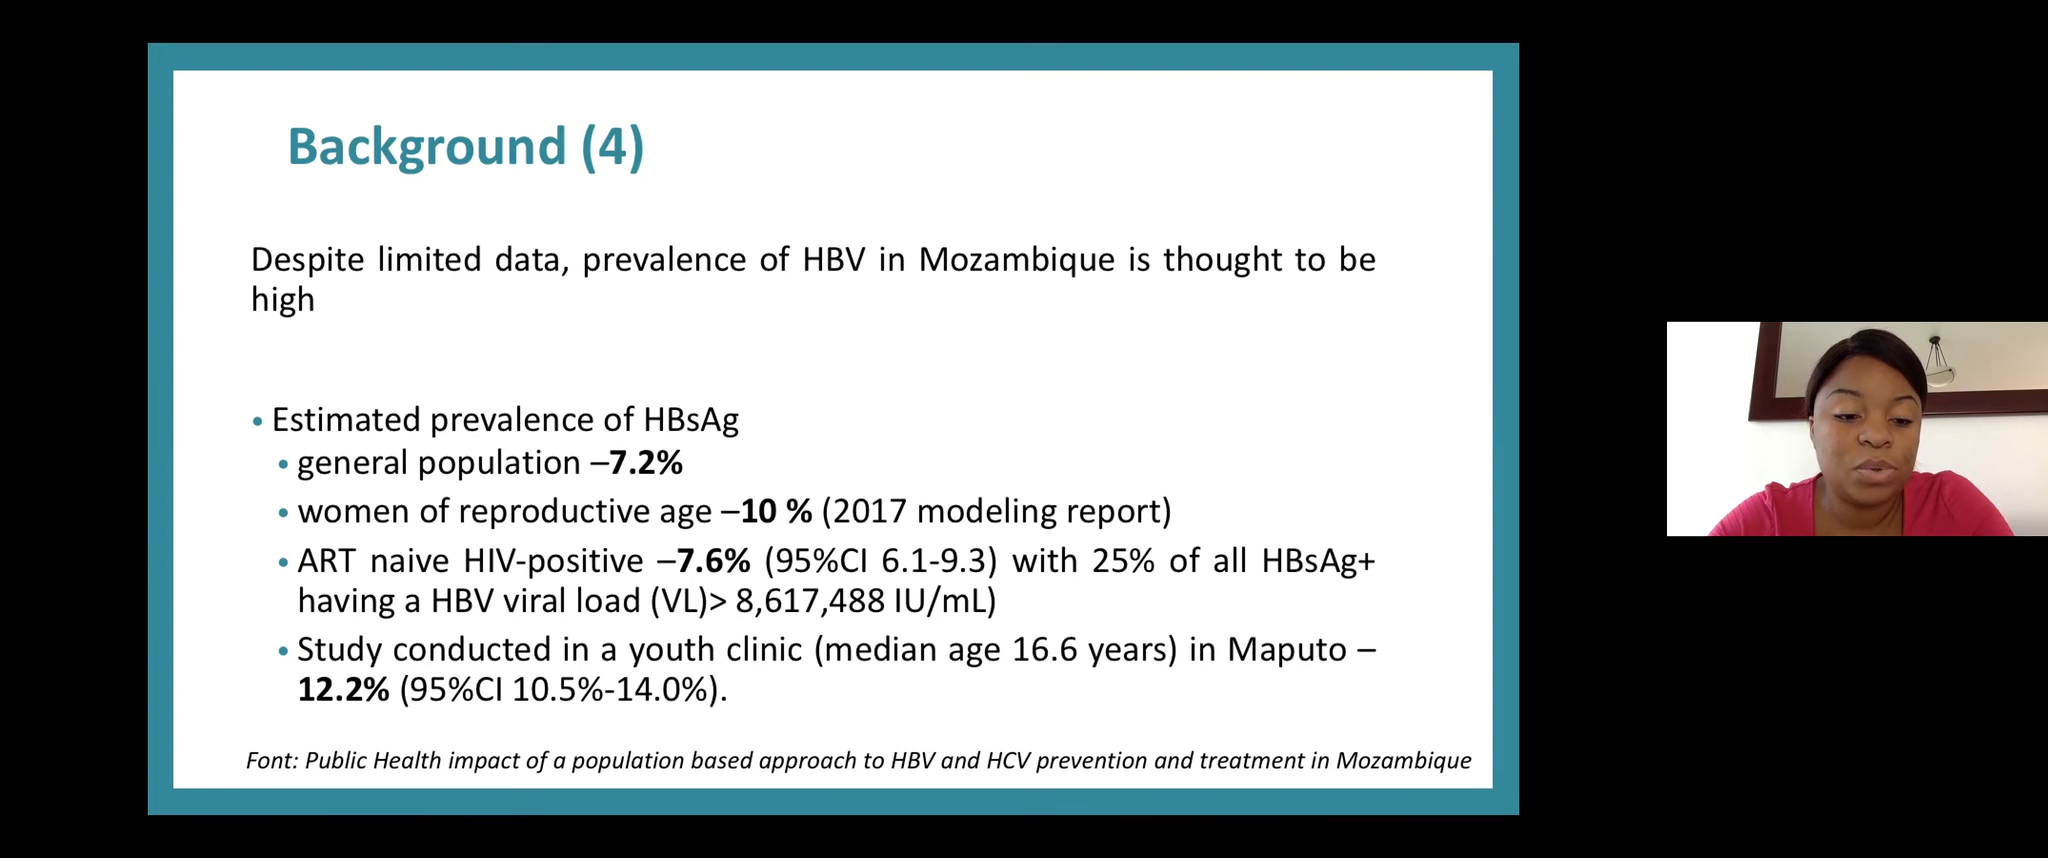 Background (4)
Despite limited data, prevalence of HBV in Mozambique is thought to be
high
• Estimated prevalence of HBsAg
• general population –7.2%
• women of reproductive age –10 % (2017 modeling report)
• ART naive HIV-positive –7.6% (95%CI 6.1-9.3) with 25% of all HBsAg+
having a HBV viral load (VL)> 8,617,488 IU/mL)
• Study conducted in a youth clinic (median age 16.6 years) in Maputo –
12.2% (95%CI 10.5%-14.0%).
Font: Public Health impact of a population based approach to HBV and HCV prevention and treatment in Mozambique